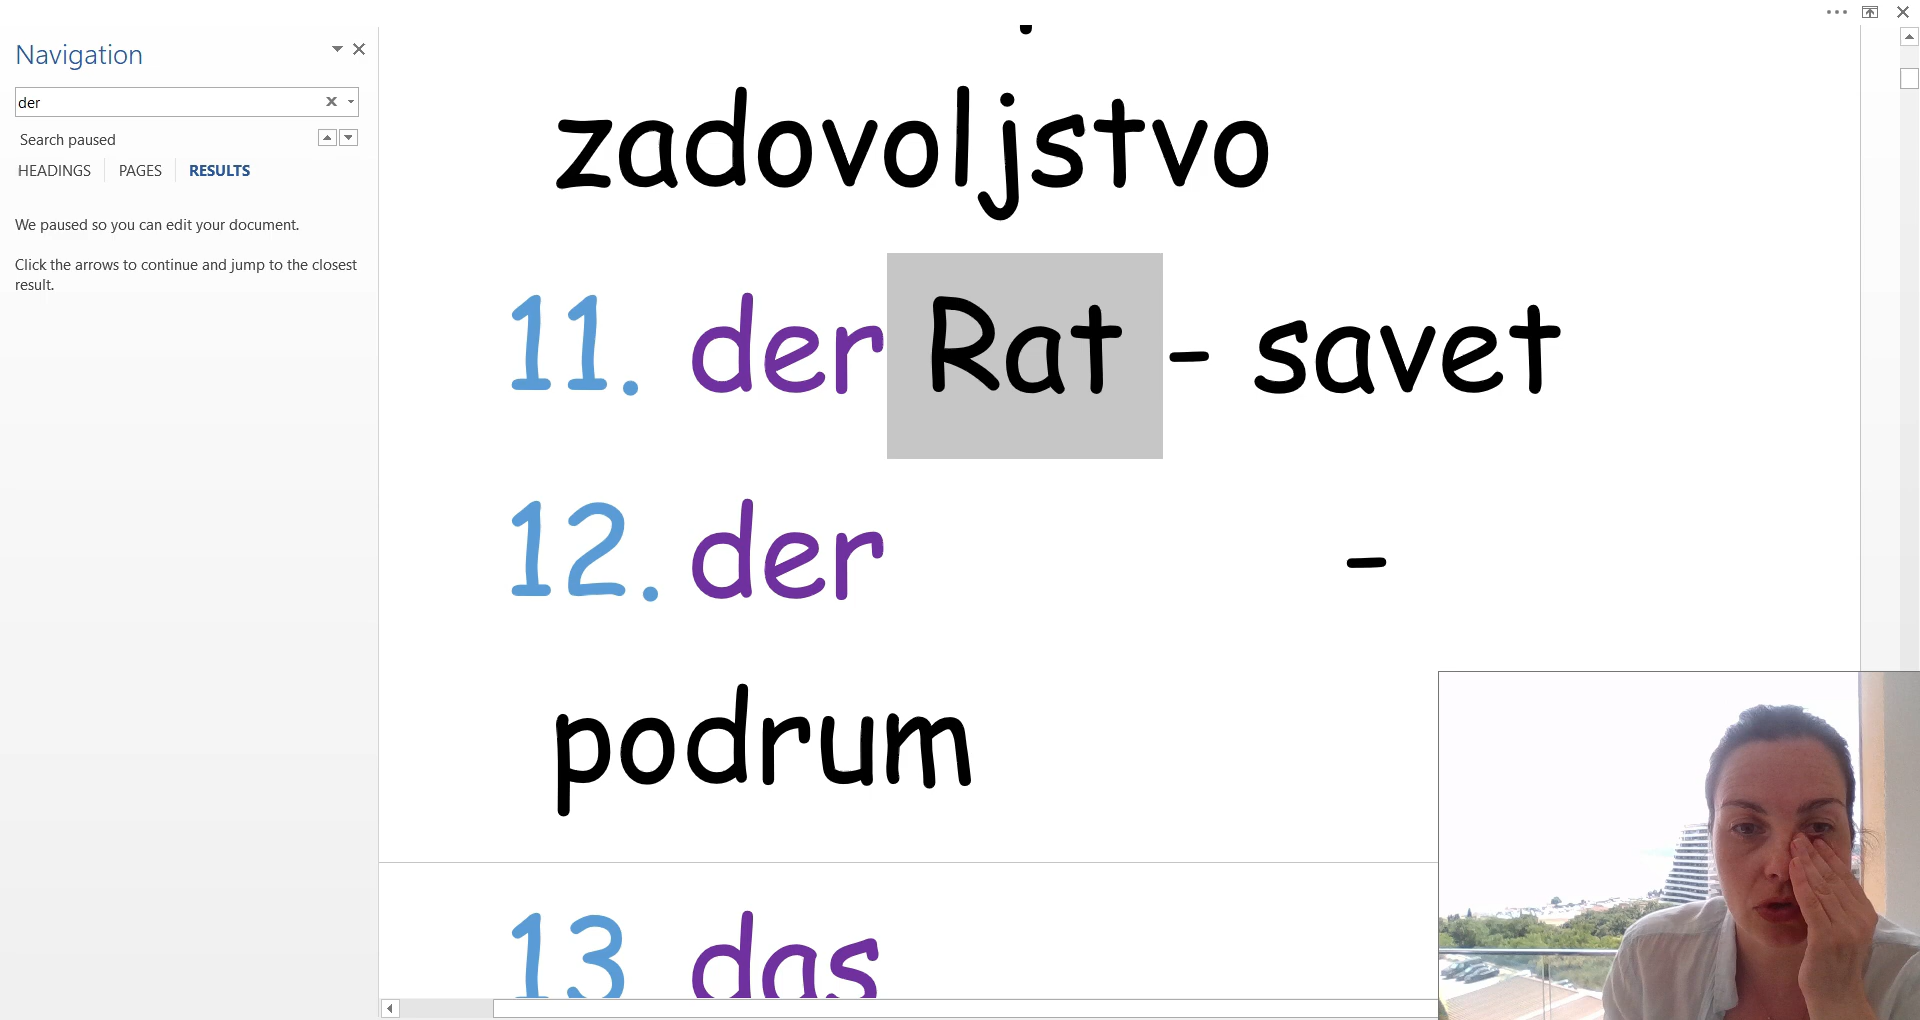 Navigation
der
Search paused
HEADINGS PAGES RESULTS
We paused so you can edit your document.
Click the arrows to continue and jump to the closest
result.
zadovoljstvo
11. der Rat - savet
12. der -
podrum
13 das